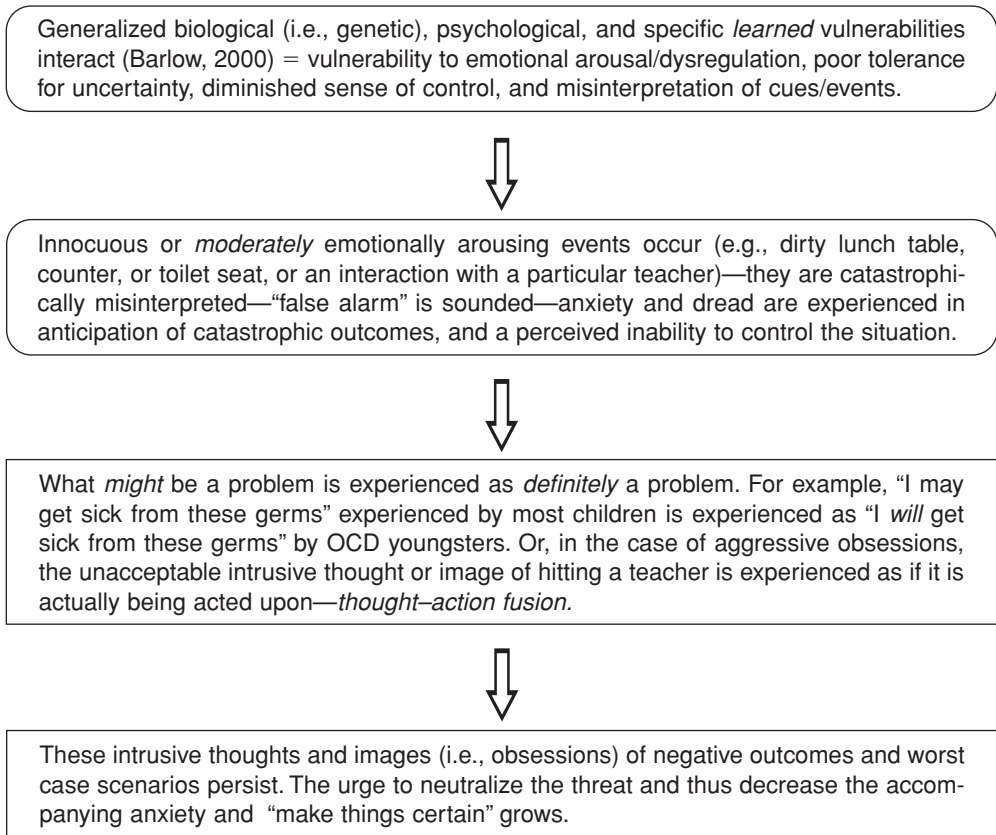 Generalized biological (i.e., genetic), psychological, and specific learned vulnerabilities
interact (Barlow, 2000) = vulnerability to emotional arousal/dysregulation, poor tolerance
for uncertainty, diminished sense of control, and misinterpretation of cues/events.
Innocuous or moderately emotionally arousing events occur (e.g., dirty lunch table,
counter, or toilet seat, or an interaction with a particular teacher)—they are catastrophi-
cally misinterpreted—“false alarm” is sounded—anxiety and dread are experienced in
anticipation of catastrophic outcomes, and a perceived inability to control the situation.
What might be a problem is experienced as definitely a problem. For example, “I may
get sick from these germs” experienced by most children is experienced as “I will get
sick from these germs” by OCD youngsters. Or, in the case of aggressive obsessions,
the unacceptable intrusive thought or image of hitting a teacher is experienced as if it is
actually being acted upon—thought–action fusion.
These intrusive thoughts and images (i.e., obsessions) of negative outcomes and worst
case scenarios persist. The urge to neutralize the threat and thus decrease the accom-
panying anxiety and “make things certain” grows.